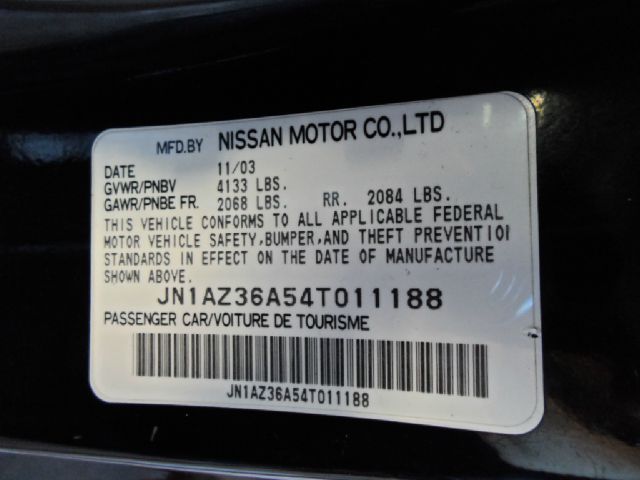 MFD.BY NISSAN MOTOR CO.,LTD
DATE 11/03
GVWR/PNBV 4133 LBS.
GAWR/PNBE FR. 2068 LBS. RR. 2084 LBS.
THIS VEHICLE CONFORMS TO ALL APPLICABLE FEDERAL
MOTOR VEHICLE SAFETY,BUMPER,AND THEFT PREVENTION
STANDARDS IN EFFECT ON THE DATE OF MANUFACTURE
SHOWN ABOVE.
JN1AZ36A54T011188
PASSENGER CAR/VOITURE DE TOURISME
JN1AZ36A54T011188